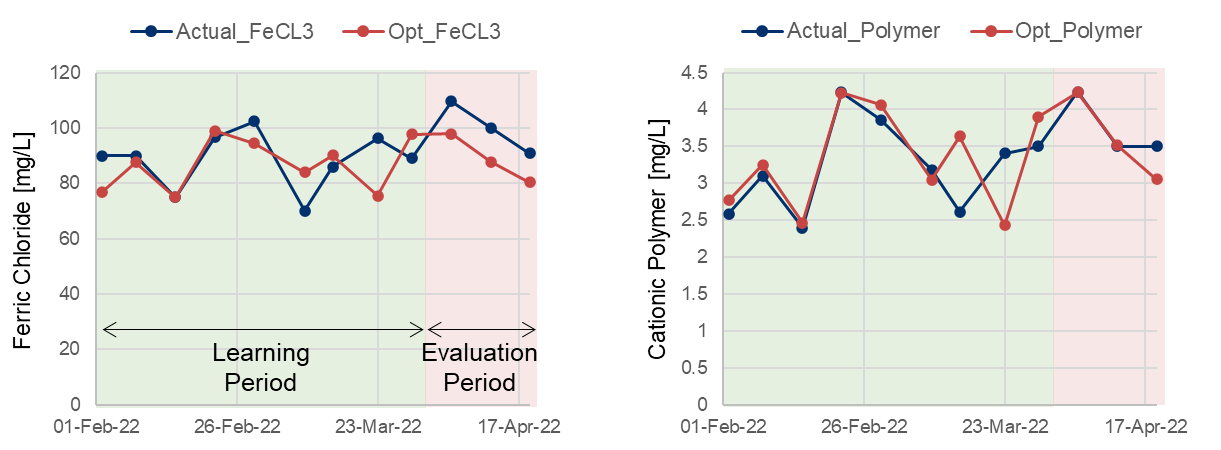 Actual_FeCL3 Opt_FeCL3
Ferric Chloride [mg/L]
120
100
80
60
40
20
0
Learning
Period
Evaluation
Period
01-Feb-22 26-Feb-22 23-Mar-22 17-Apr-22
Actual_Polymer Opt_Polymer
Cationic Polymer [mg/L]
4.5
4
3.5
3
2.5
2
1.5
1
0.5
0
01-Feb-22 26-Feb-22 23-Mar-22 17-Apr-22